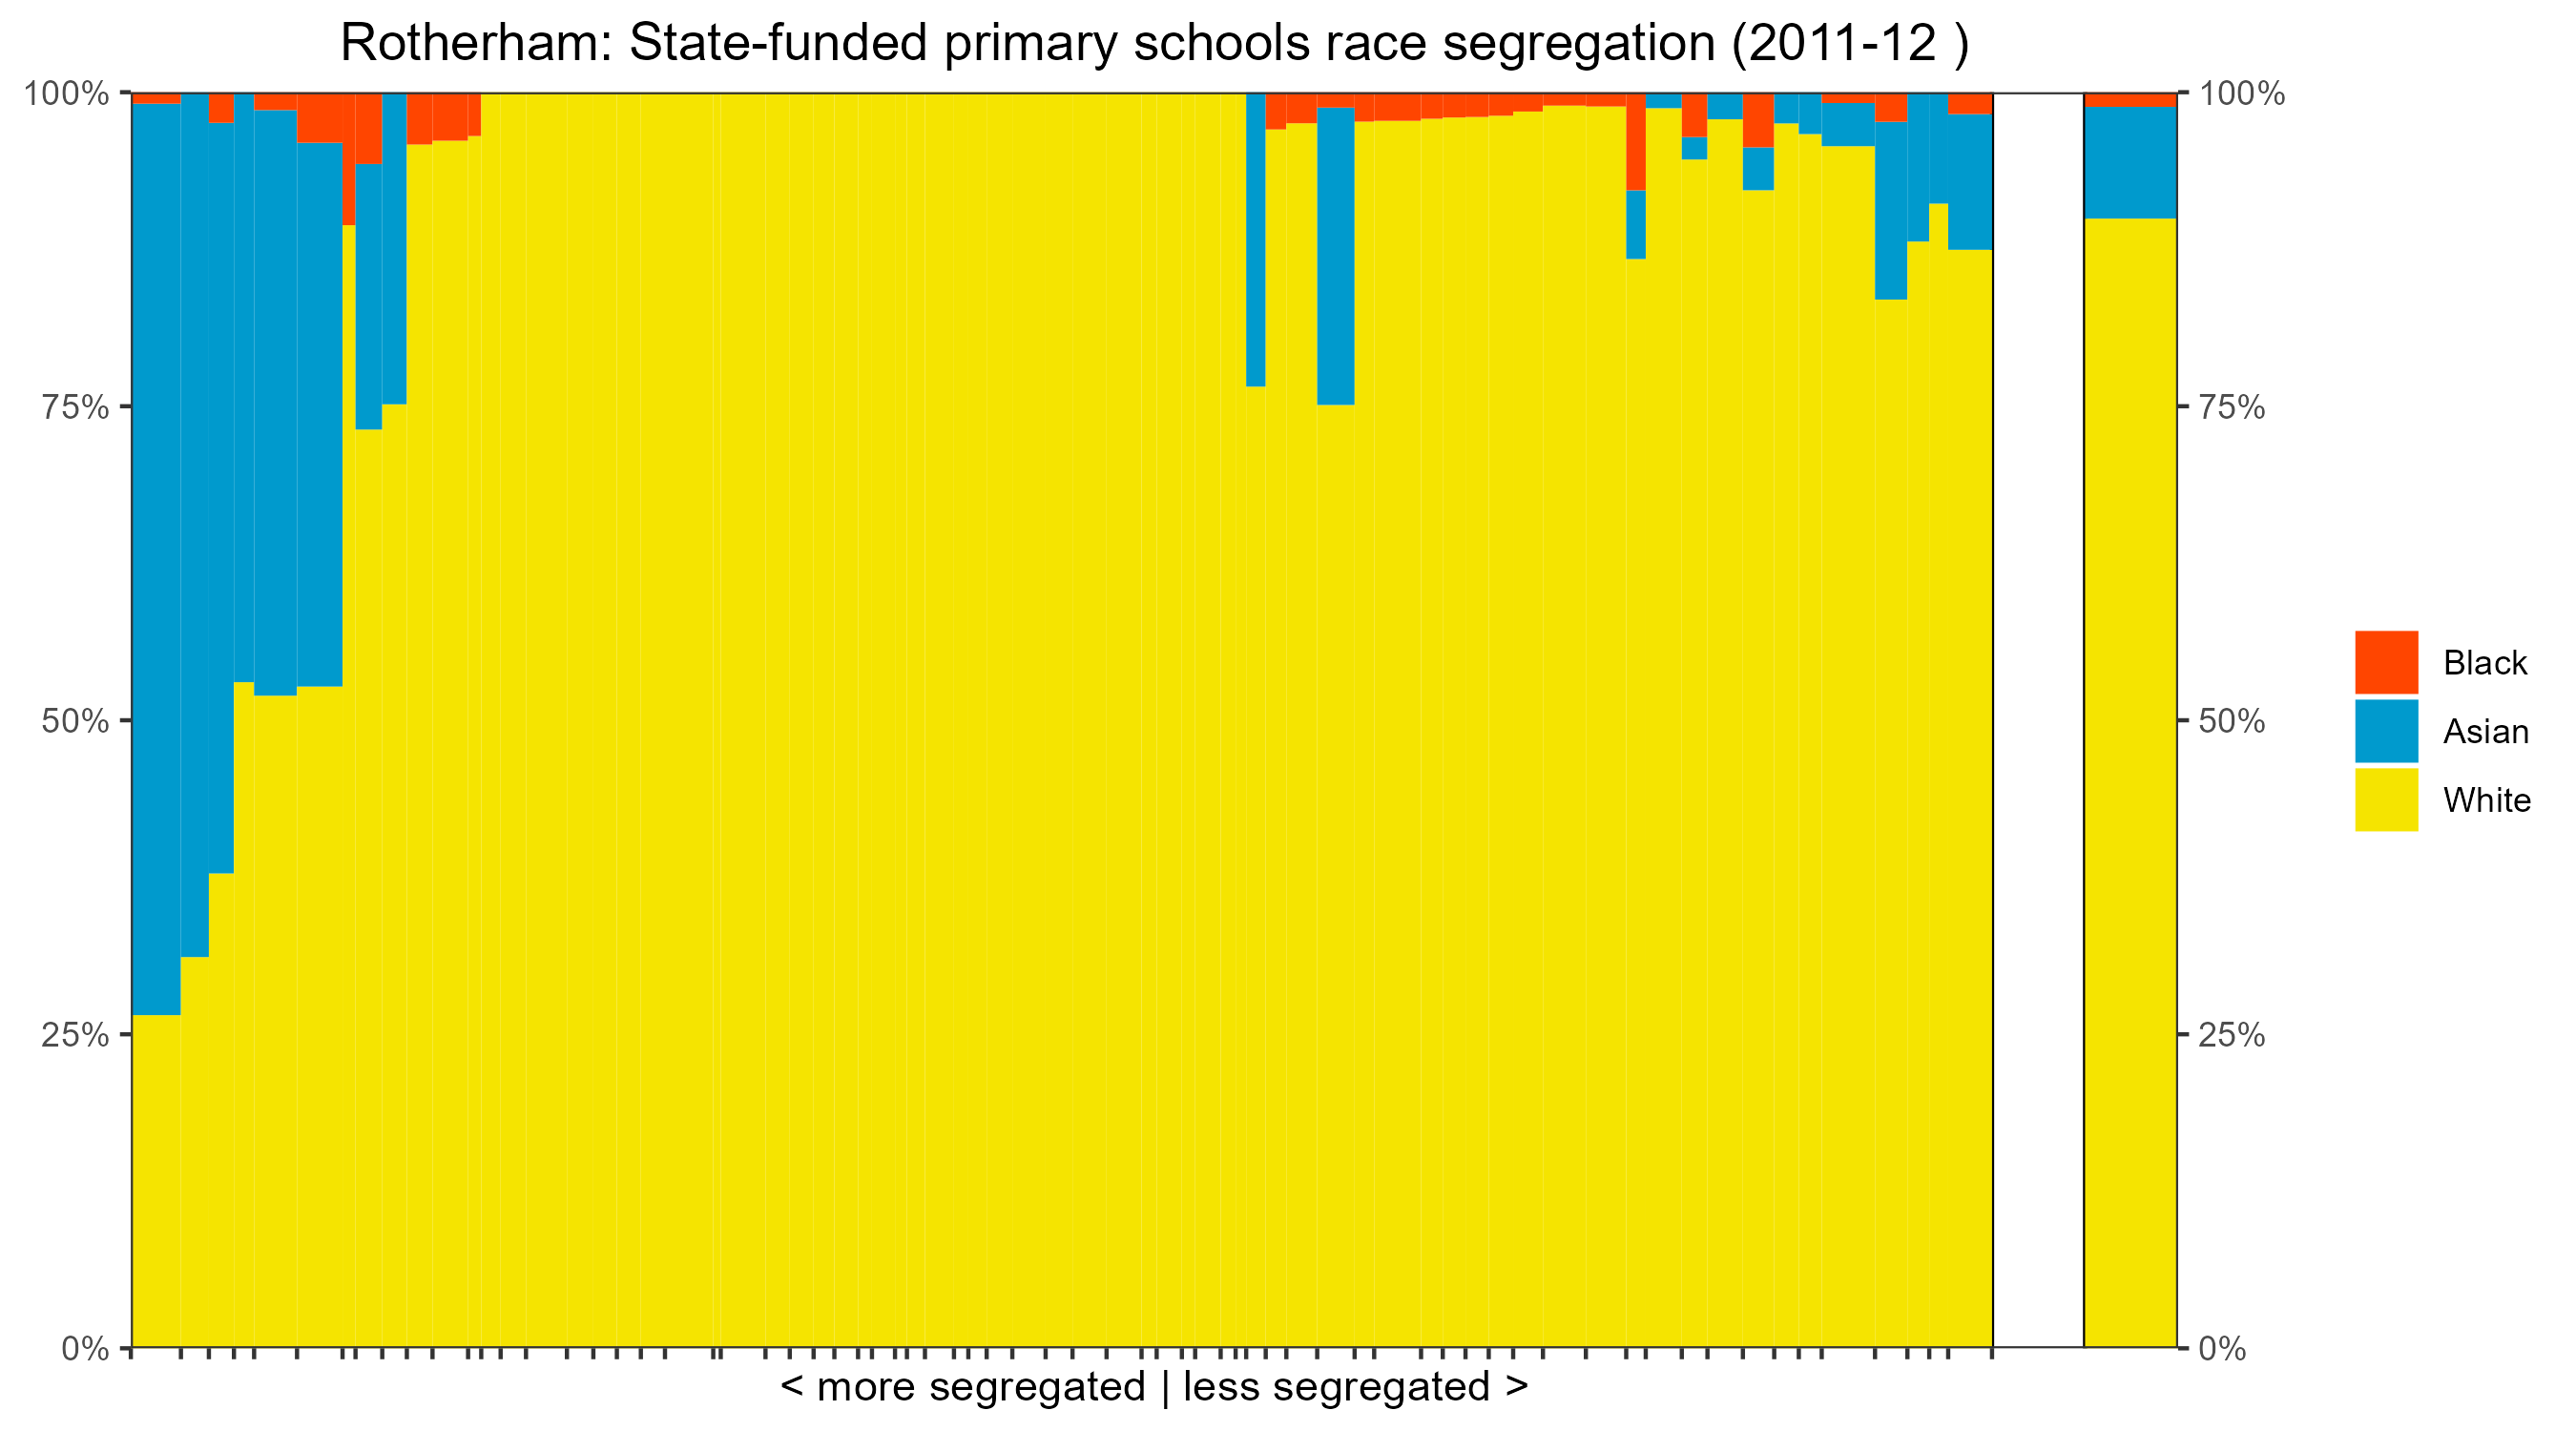 Rotherham: State-funded primary schools race segregation (2011-12 )
100%
75%
50%
25%
0%
100%
75%
50%
25%
0%
Black
Asian
White
< more segregated | less segregated >